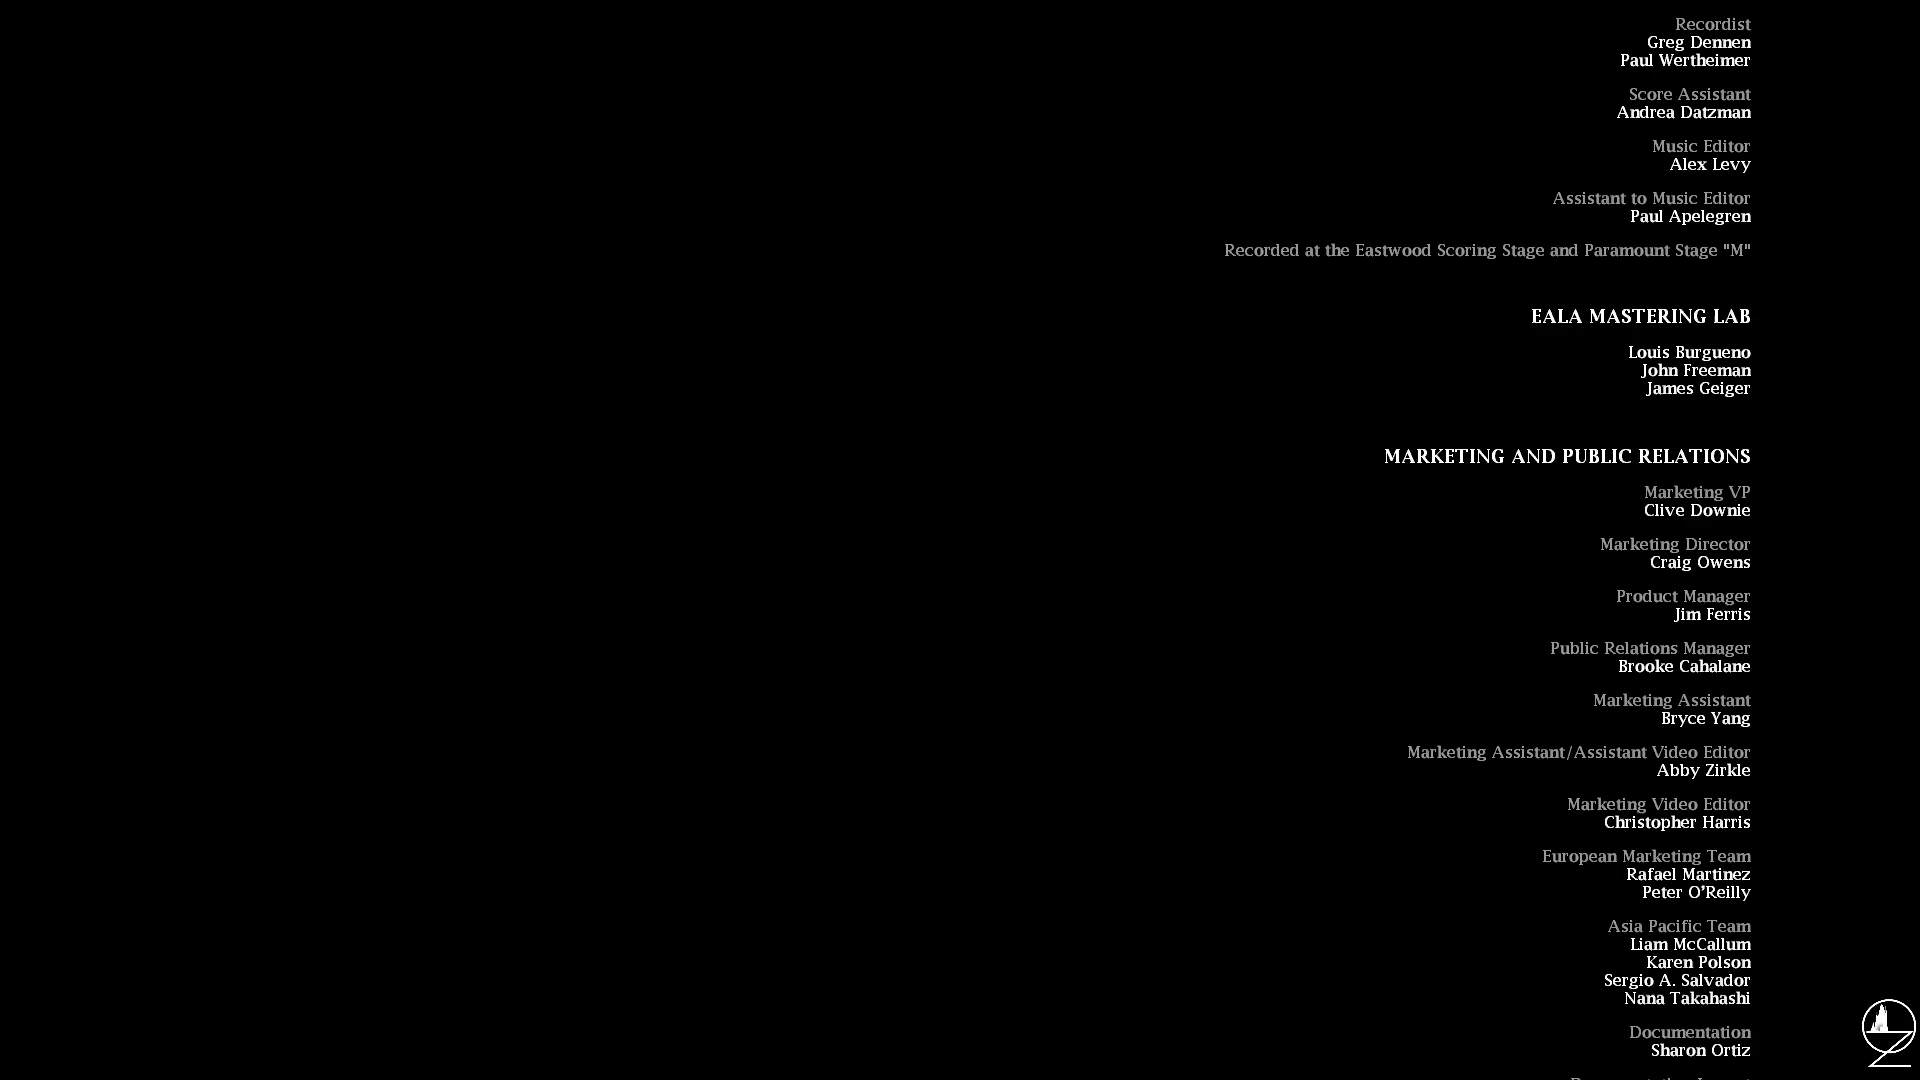 Recordist
Greg Dennen
Paul Wertheimer
Score Assistant
Andrea Datzman
Music Editor
Alex Levy
Assistant to Music Editor
Paul Apelegren
Recorded at the Eastwood Scoring Stage and Paramount Stage "M"
EALA MASTERING LAB
Louis Burgueno
John Freeman
James Geiger
MARKETING AND PUBLIC RELATIONS
Marketing VP
Clive Downie
Marketing Director
Craig Owens
Product Manager
Jim Ferris
Public Relations Manager
Brooke Cahalane
Marketing Assistant
Bryce Yang
Marketing Assistant/Assistant Video Editor
Abby Zirkle
Marketing Video Editor
Christopher Harris
European Marketing Team
Rafael Martinez
Peter O'Reilly
Asia Pacific Team
Liam McCallum
Karen Polson
Sergio A. Salvador
Nana Takahashi
Documentation
Sharon Ortiz